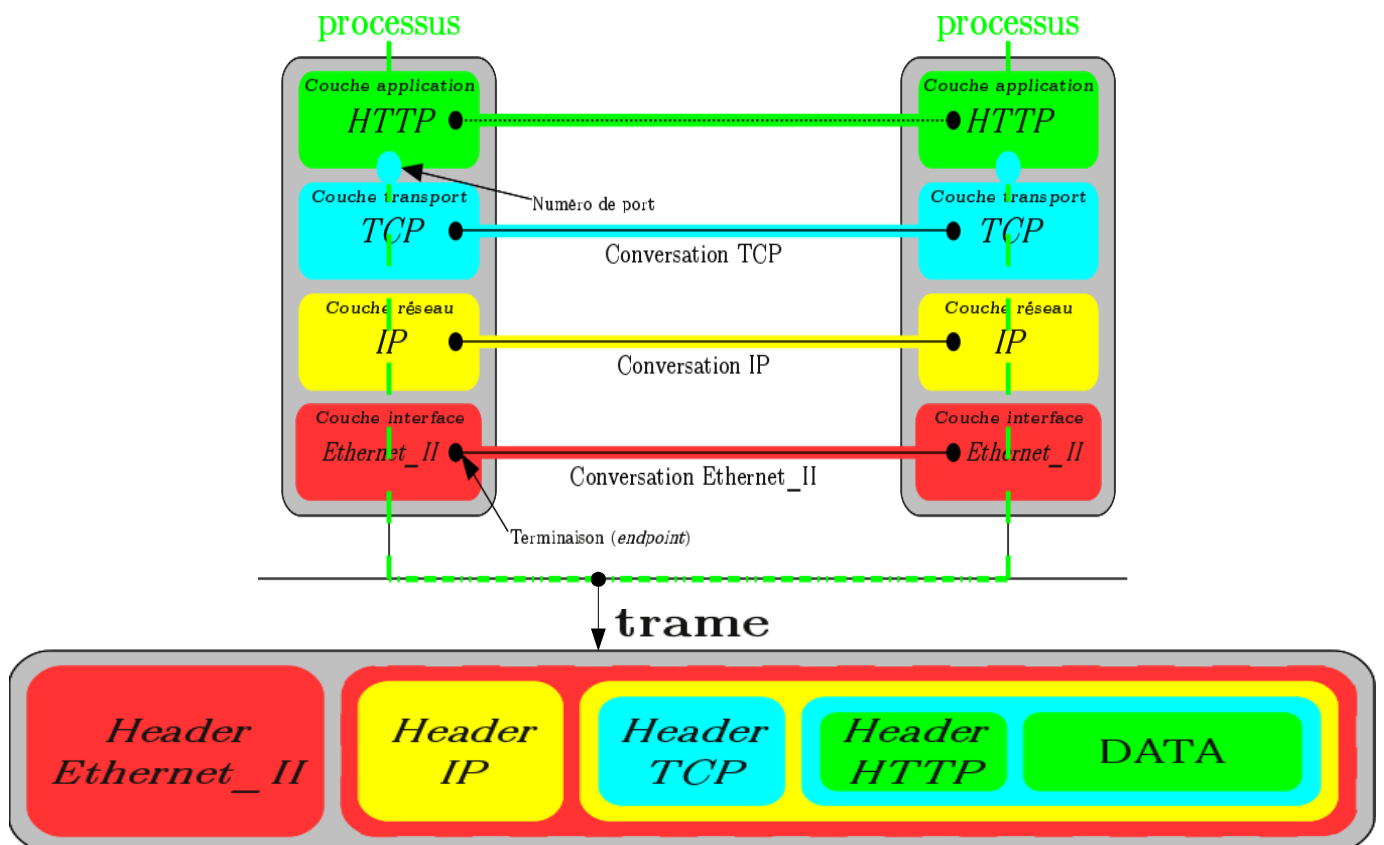 processus
processus
Couche application
HTTP
Couche application
HTTP
Numéro de port
Couche transport
TCP
Couche transport
TCP
Conversation TCP
Couche réseau
IP
Couche réseau
IP
Conversation IP
Couche interface
Ethernet_II
Couche interface
Ethernet_II
Conversation Ethernet_II
Terminaison (endpoint)
trame
Header
Ethernet_II
Header
IP
Header
TCP
Header
HTTP
DATA